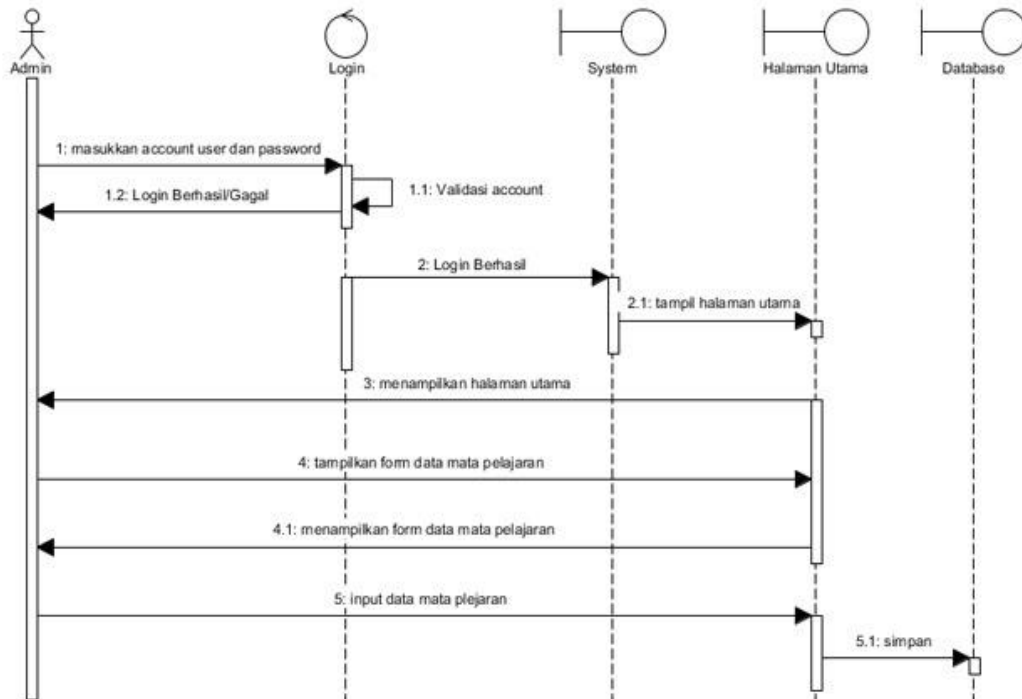 Admin
Login
System
Halaman Utama
Database
1: masukkan account user dan password
1.1: Validasi account
1.2: Login Berhasil/Gagal
2: Login Berhasil
2.1: tampil halaman utama
3: menampilkan halaman utama
4: tampilkan form data mata pelajaran
4.1: menampilkan form data mata pelajaran
5: input data mata plejaran
5.1: simpan